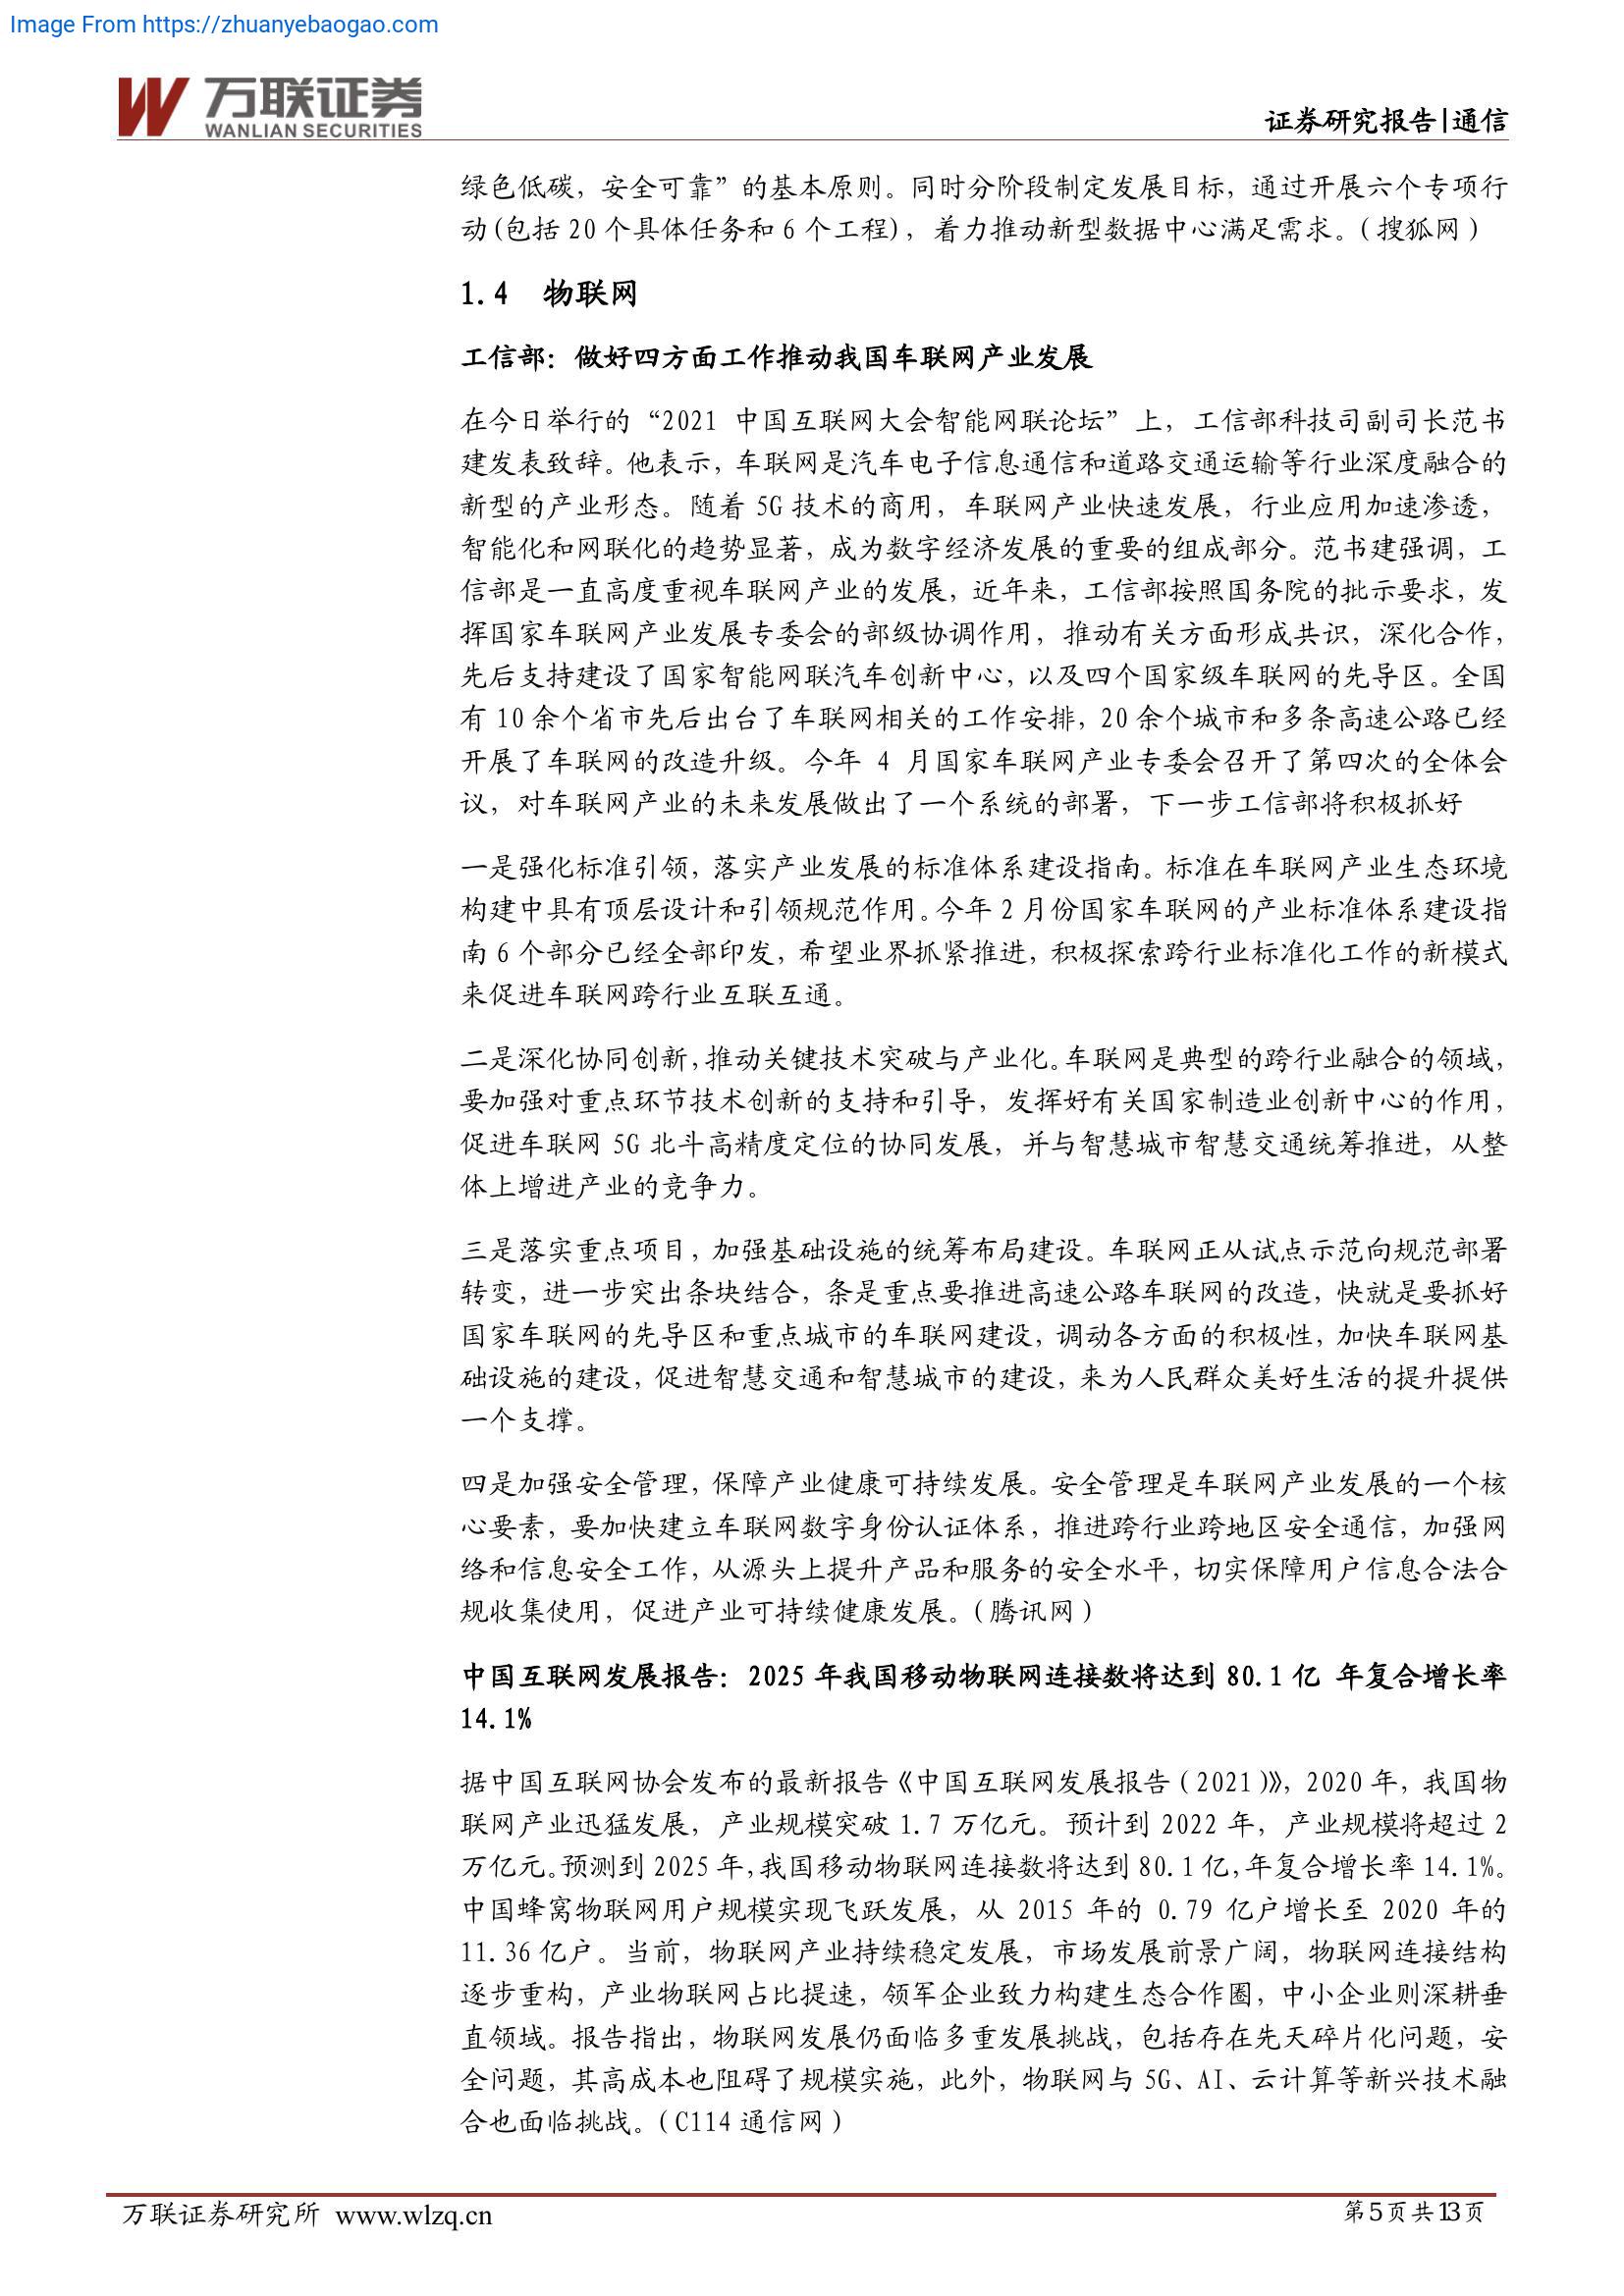 Image From https://zhuanyebaogao.com
万联证券
WANLIAN SECURITIES
证券研究报告|通信
绿色低碳，安全可靠”的基本原则。同时分阶段制定发展目标，通过开展六个专项行
动(包括 20 个具体任务和 6 个工程)，着力推动新型数据中心满足需求。（搜狐网）
1.4 物联网
工信部：做好四方面工作推动我国车联网产业发展
在今日举行的“2021 中国互联网大会智能网联论坛”上，工信部科技司副司长范书
建发表致辞。他表示，车联网是汽车电子信息通信和道路交通运输等行业深度融合的
新型的产业形态。随着 5G 技术的商用，车联网产业快速发展，行业应用加速渗透，
智能化和网联化的趋势显著，成为数字经济发展的重要的组成部分。范书建强调，工
信部是一直高度重视车联网产业的发展，近年来，工信部按照国务院的批示要求，发
挥国家车联网产业发展专委会的部级协调作用，推动有关方面形成共识，深化合作，
先后支持建设了国家智能网联汽车创新中心，以及四个国家级车联网的先导区。全国
有 10 余个省市先后出台了车联网相关的工作安排，20 余个城市和多条高速公路已经
开展了车联网的改造升级。今年 4 月国家车联网产业专委会召开了第四次的全体会
议，对车联网产业的未来发展做出了一个系统的部署，下一步工信部将积极抓好
一是强化标准引领，落实产业发展的标准体系建设指南。标准在车联网产业生态环境
构建中具有顶层设计和引领规范作用。今年 2 月份国家车联网的产业标准体系建设指
南 6 个部分已经全部印发，希望业界抓紧推进，积极探索跨行业标准化工作的新模式
来促进车联网跨行业互联互通。
二是深化协同创新，推动关键技术突破与产业化。车联网是典型的跨行业融合的领域，
要加强对重点环节技术创新的支持和引导，发挥好有关国家制造业创新中心的作用，
促进车联网 5G 北斗高精度定位的协同发展，并与智慧城市智慧交通统筹推进，从整
体上增进产业的竞争力。
三是落实重点项目，加强基础设施的统筹布局建设。车联网正从试点示范向规范部署
转变，进一步突出条块结合，条是重点要推进高速公路车联网的改造，快就是要抓好
国家车联网的先导区和重点城市的车联网建设，调动各方面的积极性，加快车联网基
础设施的建设，促进智慧交通和智慧城市的建设，来为人民群众美好生活的提升提供
一个支撑。
四是加强安全管理，保障产业健康可持续发展。安全管理是车联网产业发展的一个核
心要素，要加快建立车联网数字身份认证体系，推进跨行业跨地区安全通信，加强网
络和信息安全工作，从源头上提升产品和服务的安全水平，切实保障用户信息合法合
规收集使用，促进产业可持续健康发展。（腾讯网）
中国互联网发展报告：2025 年我国移动物联网连接数将达到 80.1 亿 年复合增长率
14.1%
据中国互联网协会发布的最新报告《中国互联网发展报告（2021）》，2020 年，我国物
联网产业迅猛发展，产业规模突破 1.7 万亿元。预计到 2022 年，产业规模将超过 2
万亿元。预测到 2025 年，我国移动物联网连接数将达到 80.1 亿，年复合增长率 14.1%。
中国蜂窝物联网用户规模实现飞跃发展，从 2015 年的 0.79 亿户增长至 2020 年的
11.36 亿户。当前，物联网产业持续稳定发展，市场发展前景广阔，物联网连接结构
逐步重构，产业物联网占比提速，领军企业致力构建生态合作圈，中小企业则深耕垂
直领域。报告指出，物联网发展仍面临多重发展挑战，包括存在先天碎片化问题，安
全问题，其高成本也阻碍了规模实施，此外，物联网与 5G、AI、云计算等新兴技术融
合也面临挑战。（C114 通信网）
万联证券研究所 www.wlzq.cn
第 5 页 共 13 页